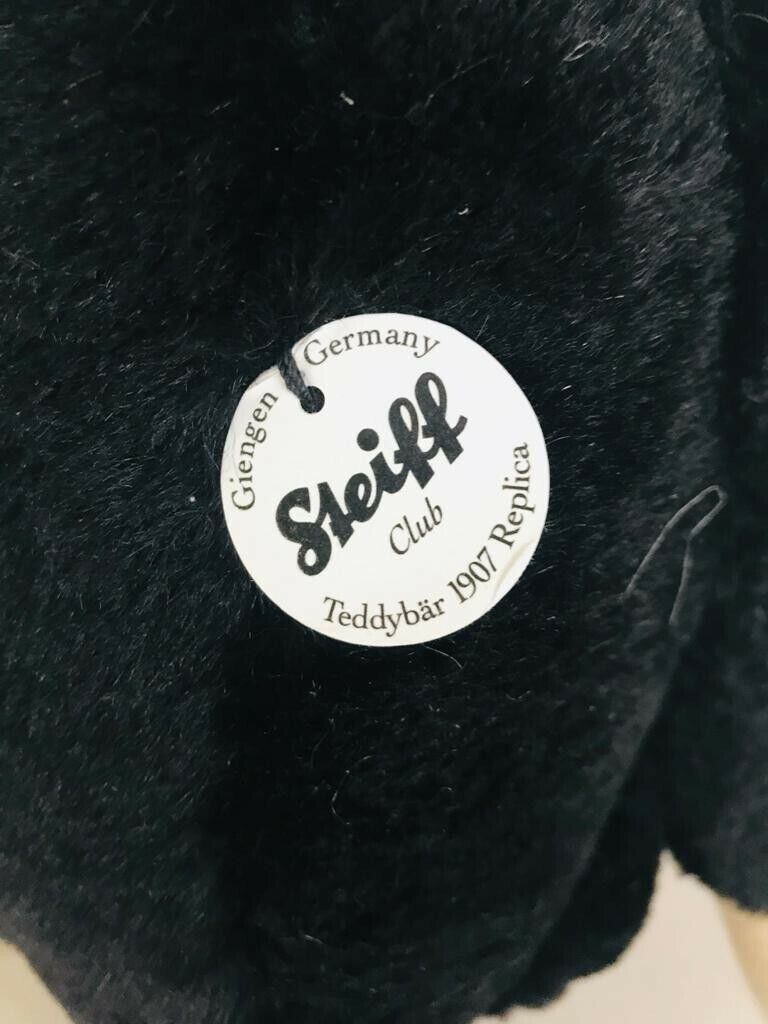 Giengen Germany
Steiff
Club
Teddybär 1907 Replica